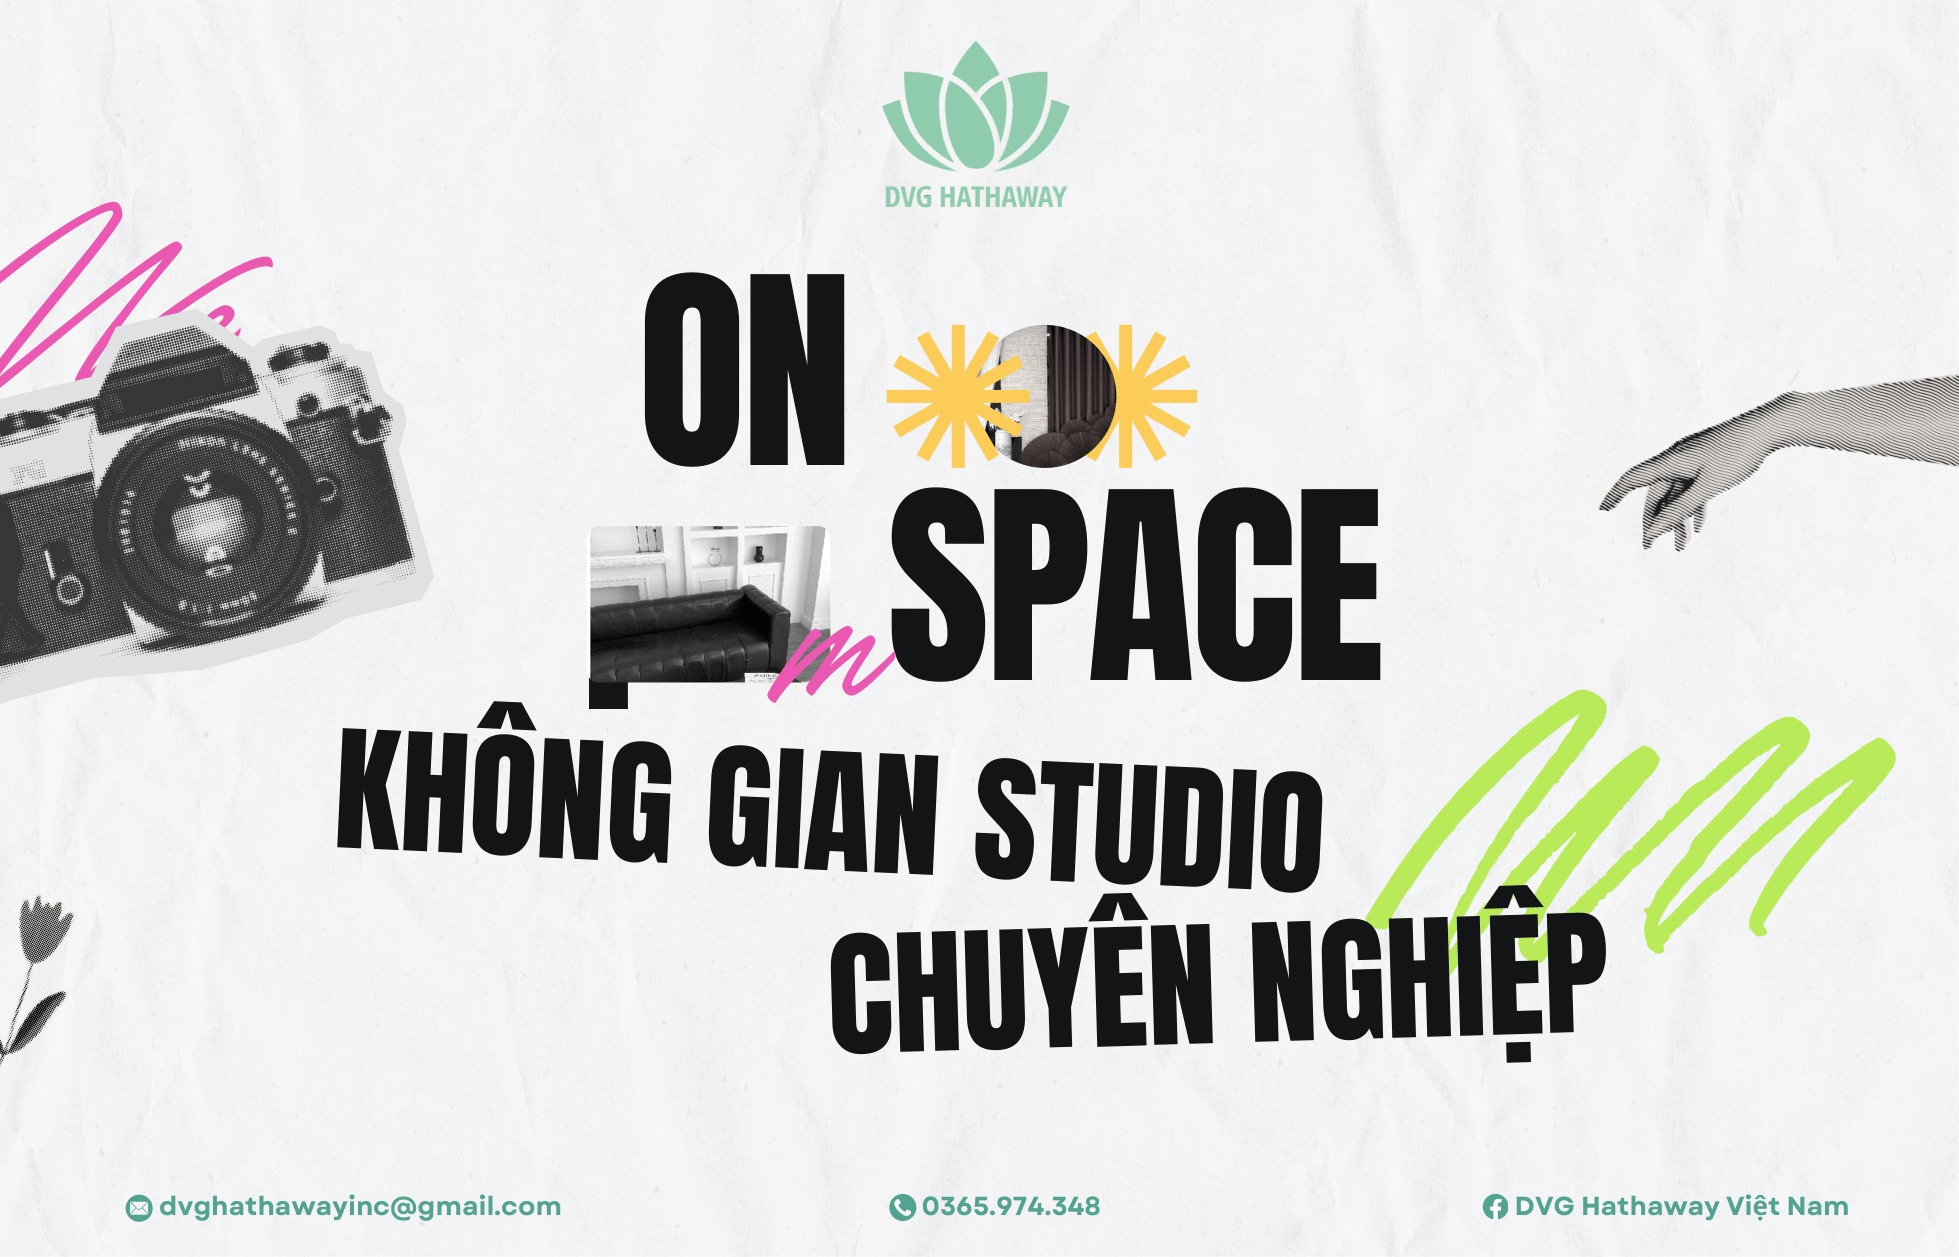 DVG HATHAWAY
We
ON
m
SPACE
KHÔNG GIAN STUDIO
CHUYÊN NGHIỆP
dvghathawayinc@gmail.com
0365.974.348
DVG Hathaway Việt Nam